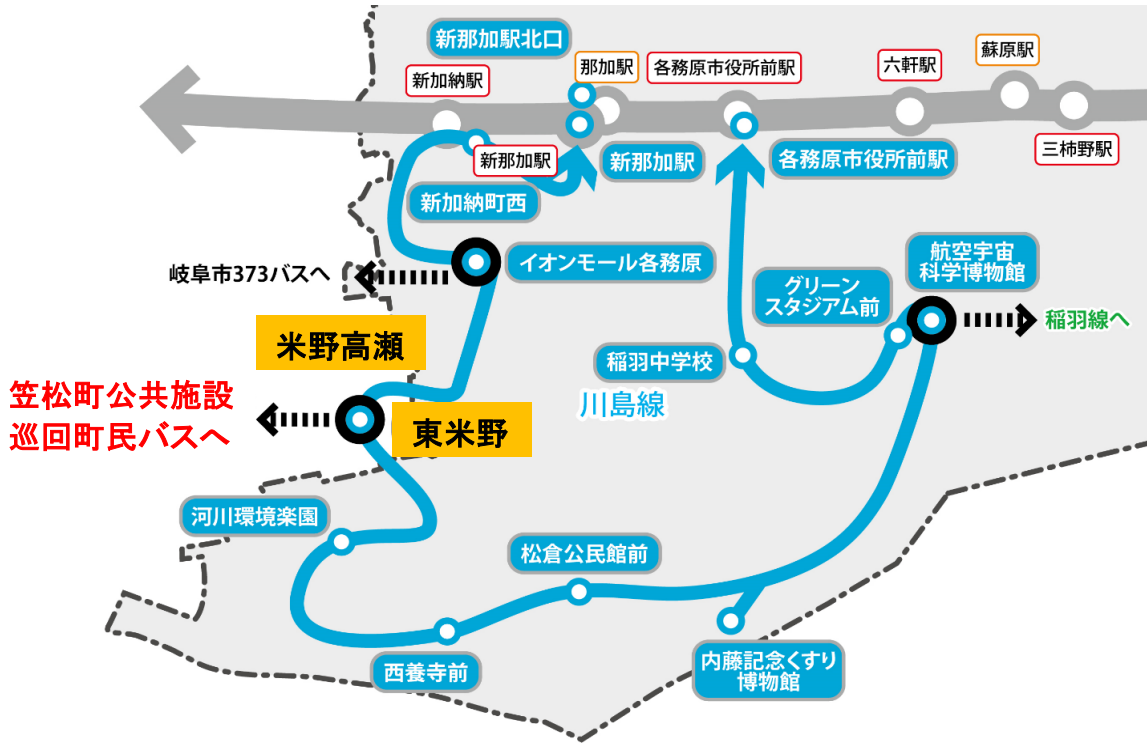 新那加駅北口
蘇原駅
那加駅
各務原市役所前駅
六軒駅
新加納駅
三柿野駅
新那加駅
新那加駅
各務原市役所前駅
新加納町西
イオンモール各務原
航空宇宙
科学博物館
岐阜市373バスへ
グリーン
スタジアム前
稲羽線へ
米野高瀬
稲羽中学校
川島線
笠松町公共施設
巡回町民バスへ
東米野
河川環境楽園
松倉公民館前
西養寺前
内藤記念くすり
博物館